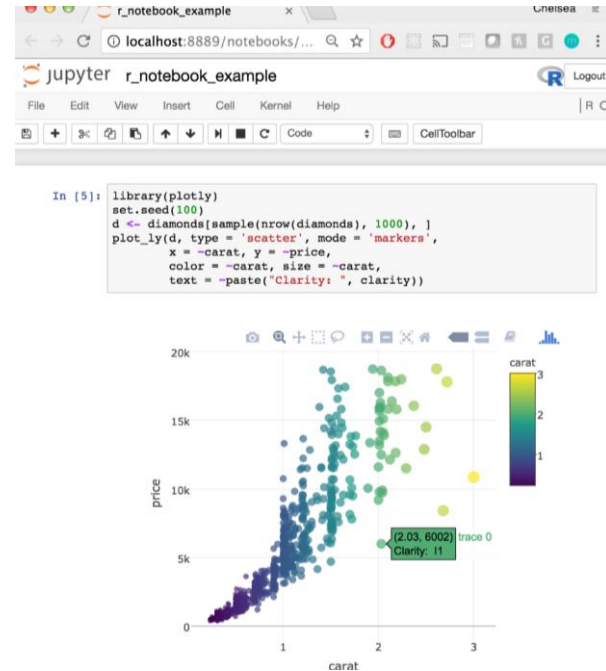 r_notebook_example ×
Chelsea
localhost:8889/notebooks/...
jupyter r_notebook_example
R Logout
File Edit View Insert Cell Kernel Help
Code CellToolbar
In [5]: library(plotly)
set.seed(100)
d <- diamonds[sample(nrow(diamonds), 1000), ]
plot_ly(d, type = 'scatter', mode = 'markers',
x = ~carat, y = ~price,
color = ~carat, size = ~carat,
text = ~paste("Clarity: ", clarity))
20k
15k
10k
5k
0
price
1 2 3
carat
carat
3
2
1
(2.03, 6002) trace 0
Clarity: I1